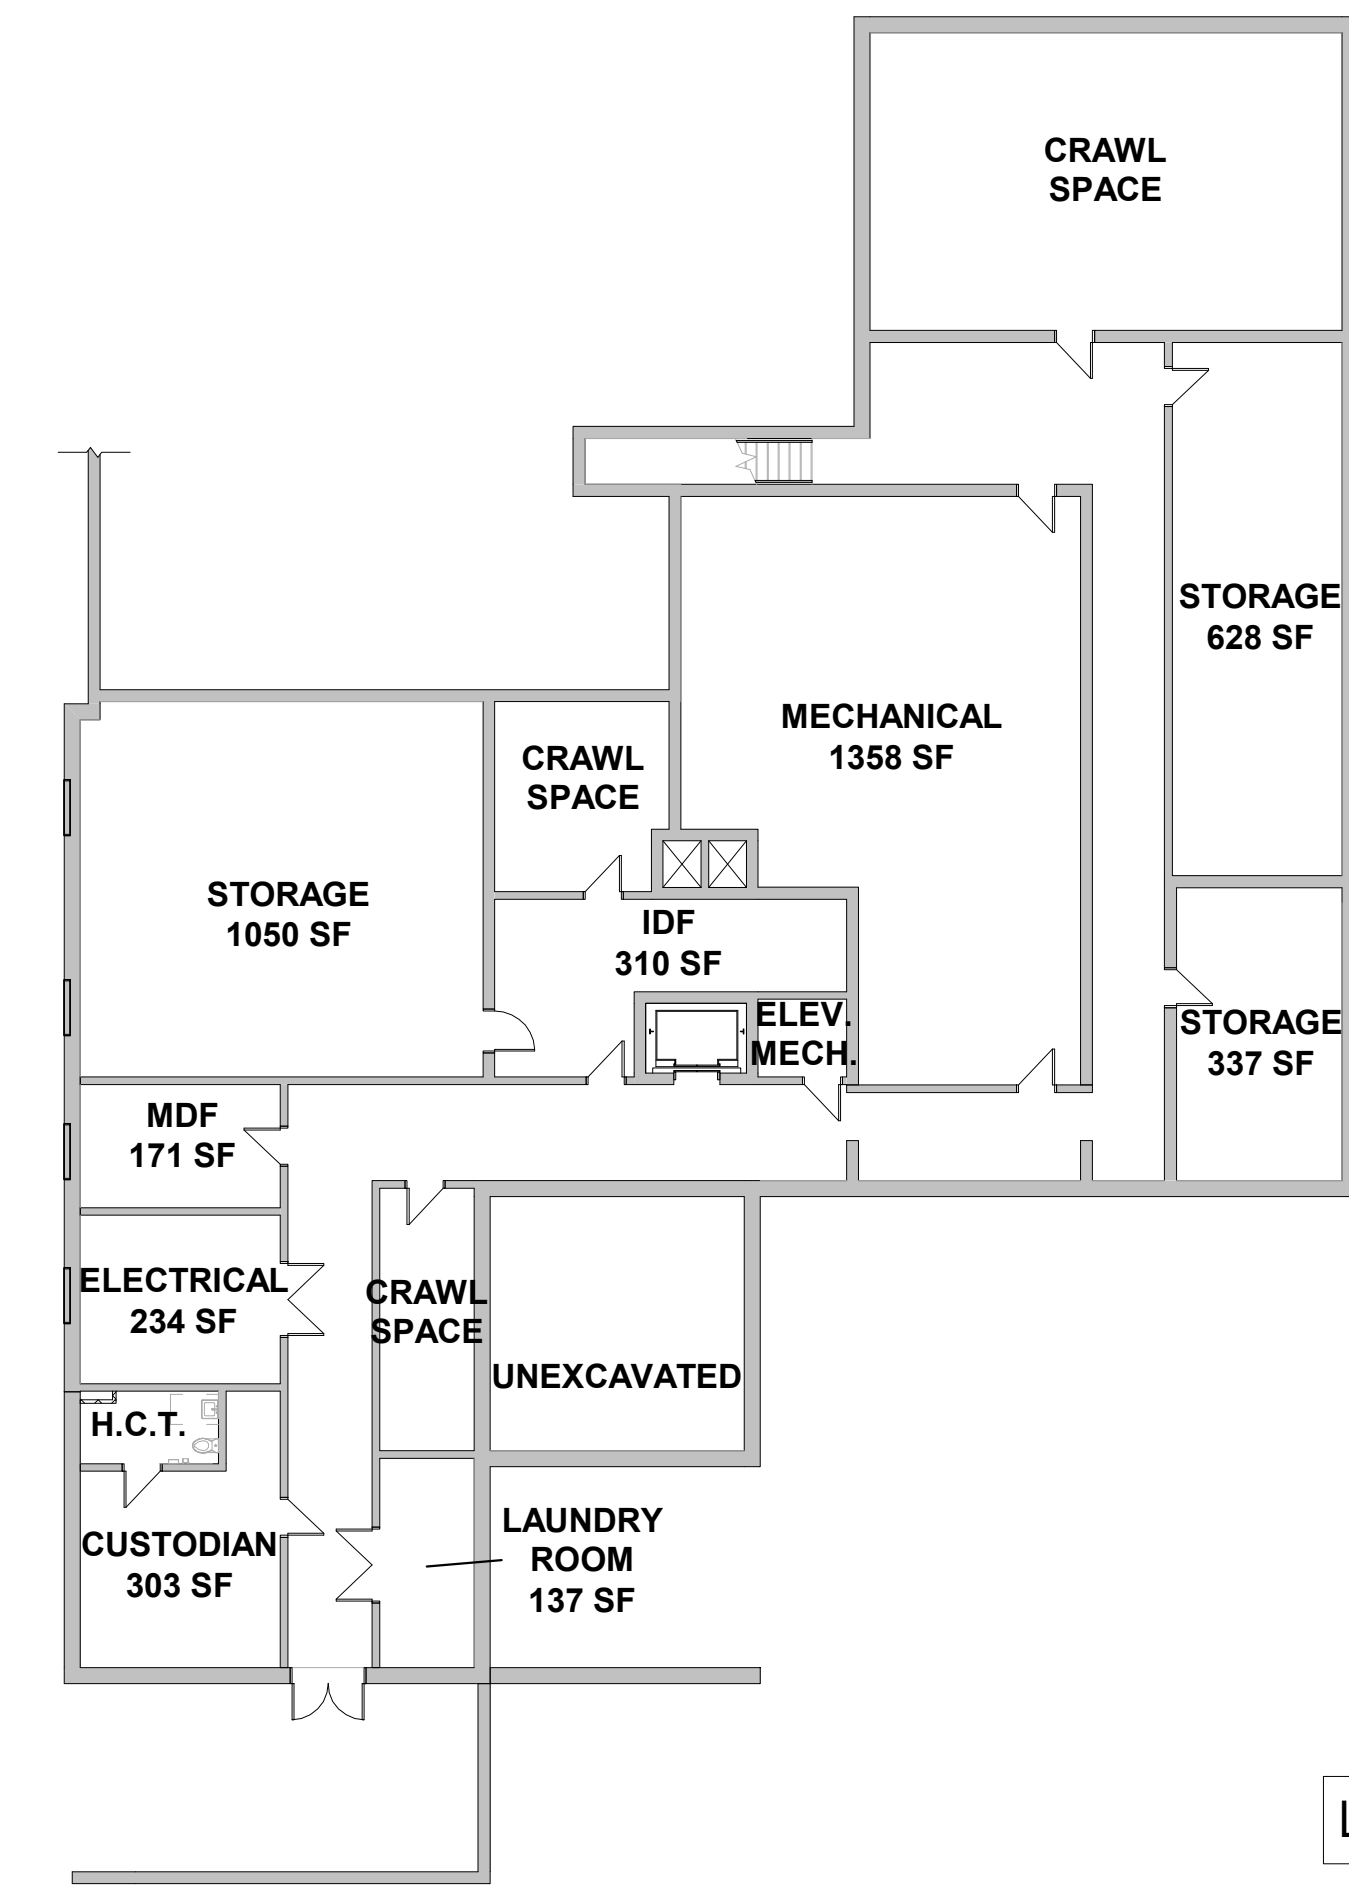 CRAWL
SPACE
STORAGE
628 SF
MECHANICAL
1358 SF
CRAWL
SPACE
STORAGE
1050 SF
IDF
310 SF
ELEV.
MECH.
STORAGE
337 SF
MDF
171 SF
ELECTRICAL
234 SF
CRAWL
SPACE
UNEXCAVATED
H.C.T.
CUSTODIAN
303 SF
LAUNDRY
ROOM
137 SF